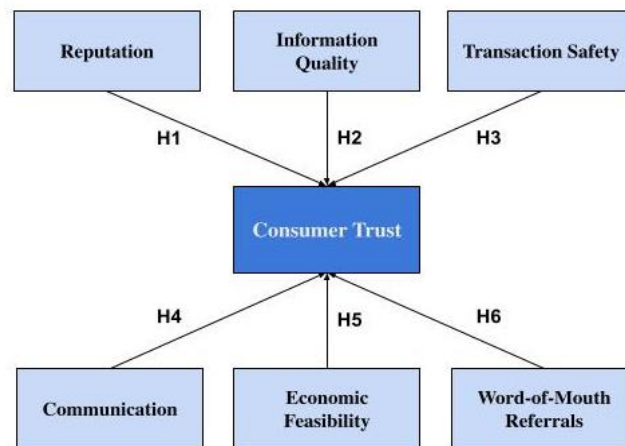 Reputation
Information
Quality
Transaction Safety
H1
H2
H3
Consumer Trust
H4
H5
H6
Communication
Economic
Feasibility
Word-of-Mouth
Referrals